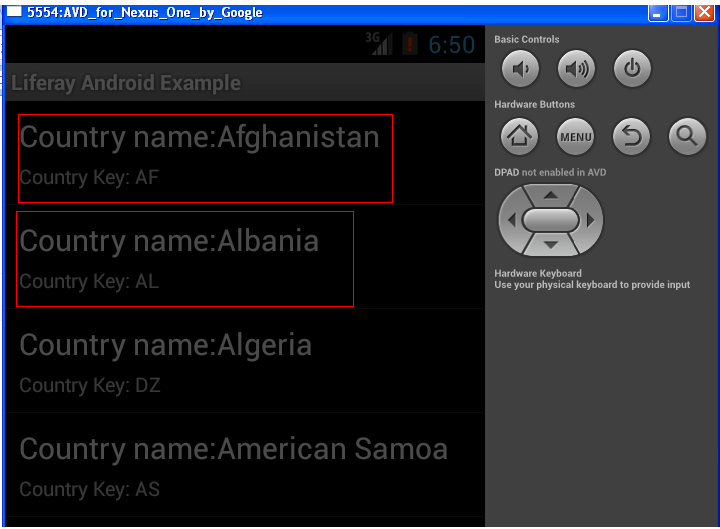 5554:AVD_for_Nexus_One_by_Google
3G 6:50
Liferay Android Example
Country name:Afghanistan
Country Key: AF
Country name:Albania
Country Key: AL
Country name:Algeria
Country Key: DZ
Country name:American Samoa
Country Key: AS
Basic Controls
Hardware Buttons
MENU
DPAD not enabled in AVD
Hardware Keyboard
Use your physical keyboard to provide input